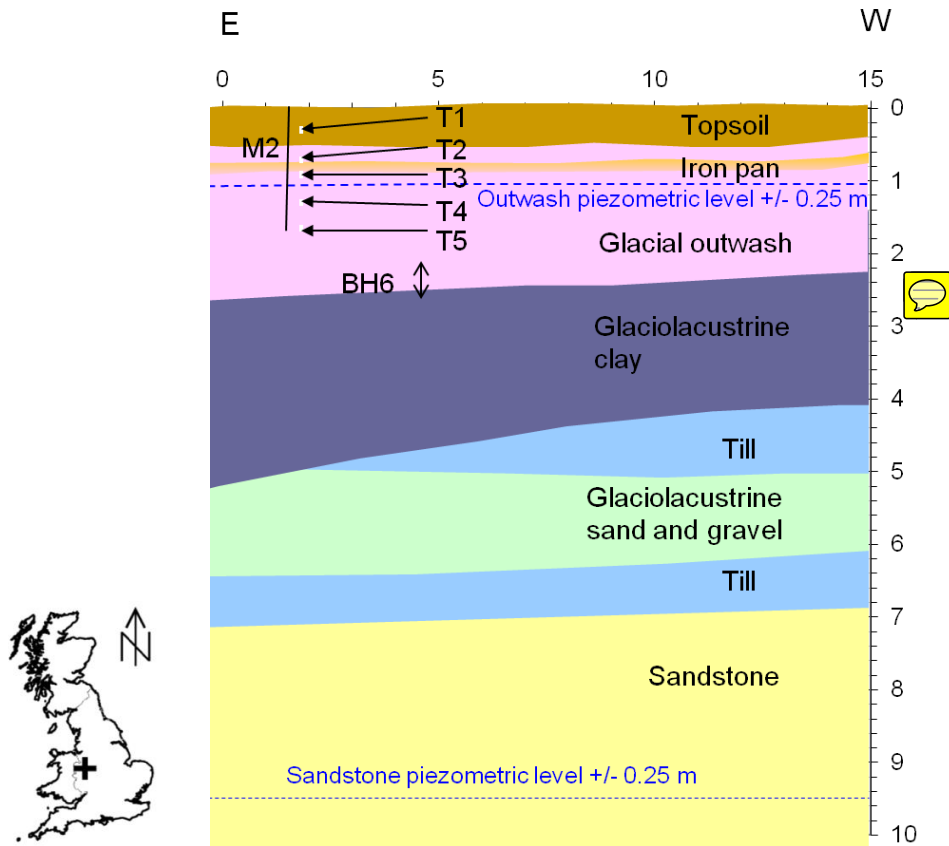 E
W
0 5 10 15
0
Topsoil
T1
M2
T2
Iron pan
T3
1
Outwash piezometric level +/- 0.25 m
T4
T5
Glacial outwash
2
BH6
Glaciolacustrine
clay
3
4
Till
5
Glaciolacustrine
sand and gravel
6
Till
7
Sandstone
8
Sandstone piezometric level +/- 0.25 m
9
10
N